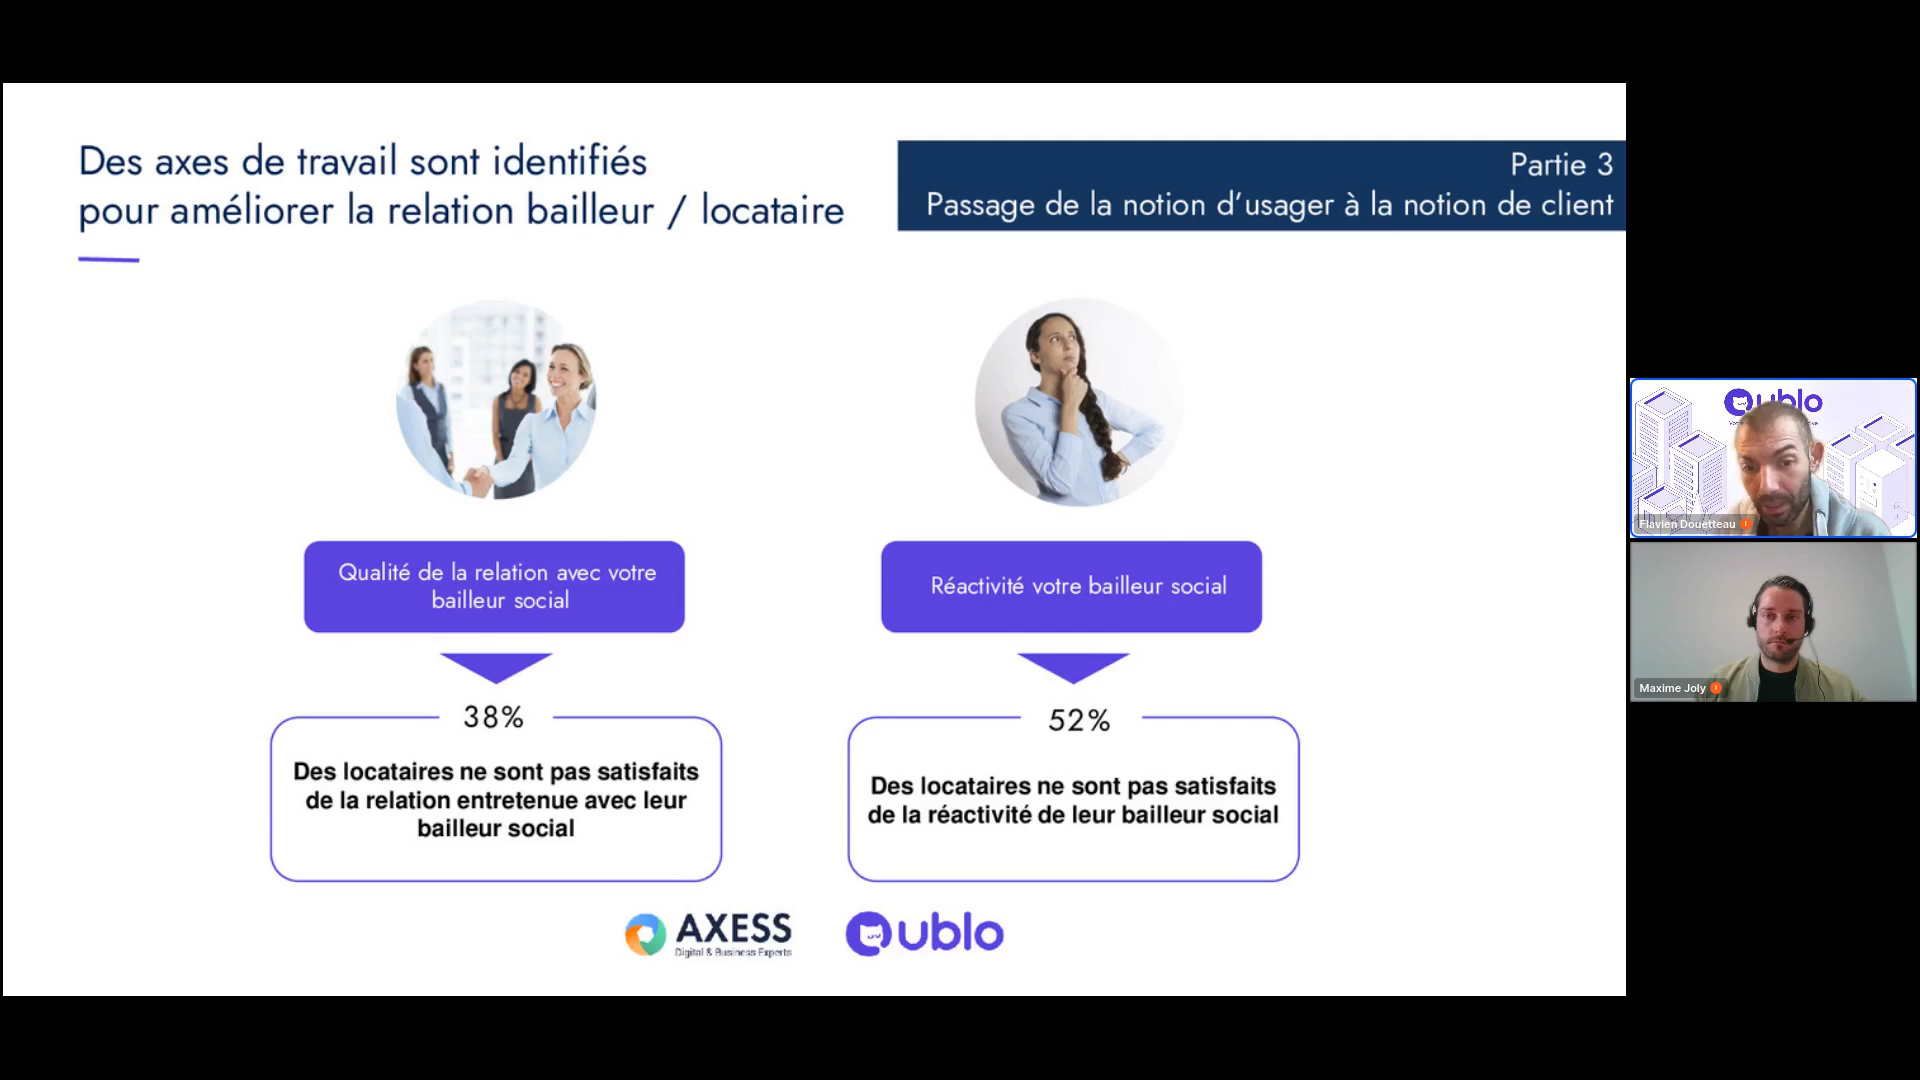 Des axes de travail sont identifiés
pour améliorer la relation bailleur / locataire
Partie 3
Passage de la notion d’usager à la notion de client
Qualité de la relation avec votre
bailleur social
Réactivité votre bailleur social
38%
Des locataires ne sont pas satisfaits
de la relation entretenue avec leur
bailleur social
52%
Des locataires ne sont pas satisfaits
de la réactivité de leur bailleur social
AXESS
Digital & Business Experts
ublo
ublo
Flavien Douetteau
Maxime Joly